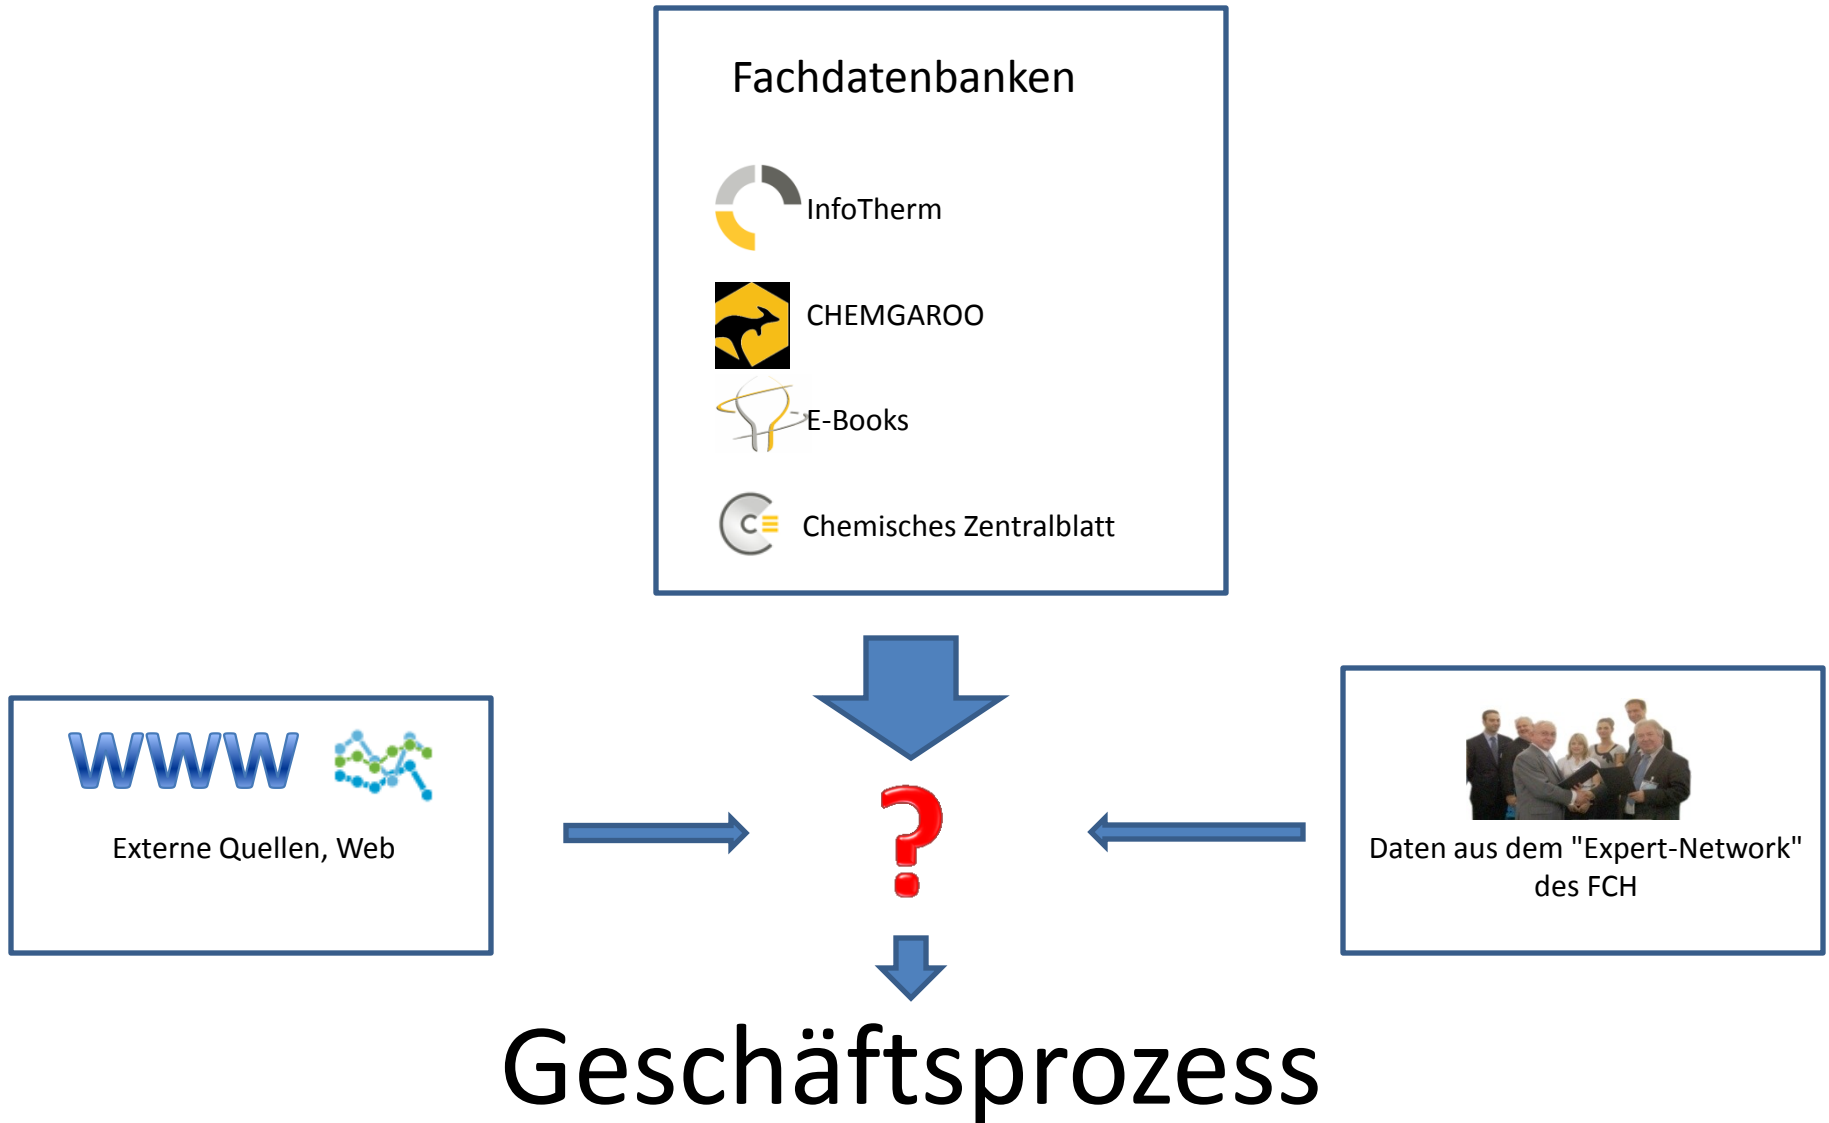 Fachdatenbanken
InfoTherm
CHEMGAROO
E-Books
C
Chemisches Zentralblatt
WWW
Externe Quellen, Web
?
Daten aus dem "Expert-Network"
des FCH
Geschäftsprozess